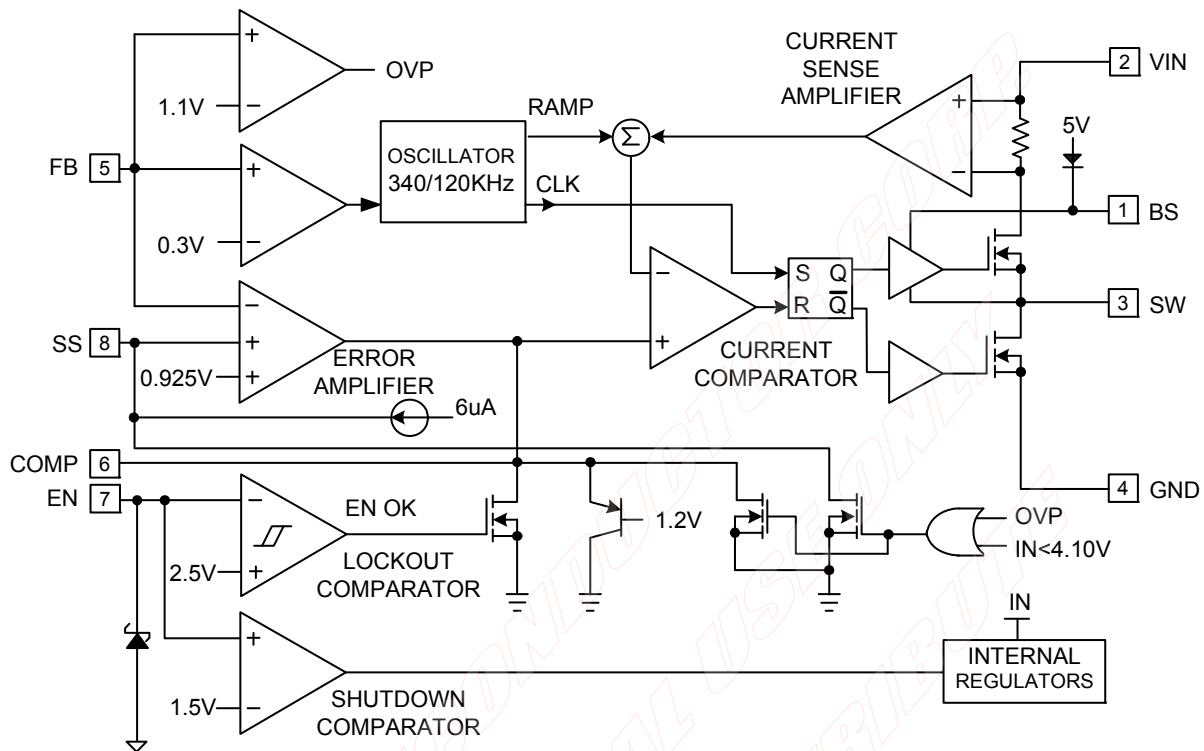 OVP
1.1V
FB 5
0.3V
OSCILLATOR
340/120KHz
RAMP
CLK
Σ
CURRENT
SENSE
AMPLIFIER
2 VIN
5V
1 BS
3 SW
4 GND
S Q
R Q̅
CURRENT
COMPARATOR
SS 8
0.925V
ERROR
AMPLIFIER
6uA
COMP 6
EN 7
EN OK
LOCKOUT
COMPARATOR
2.5V
1.2V
OVP
IN<4.10V
IN
INTERNAL
REGULATORS
1.5V
SHUTDOWN
COMPARATOR